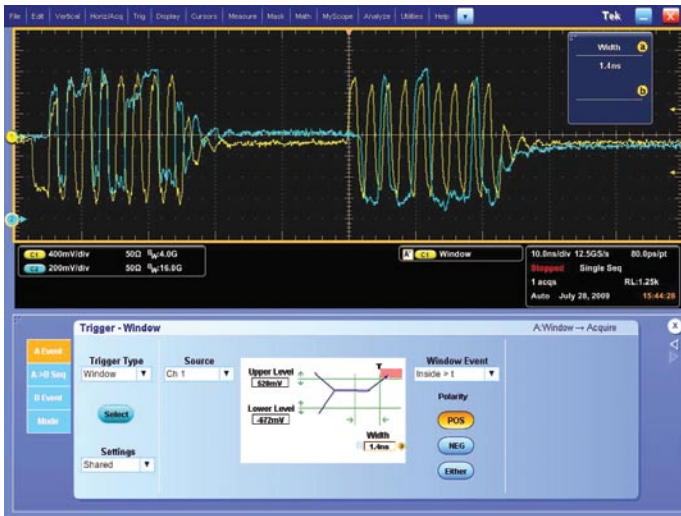 File Edit Vertical Horiz/Acq Trig Display Cursors Measure Mask Math MyScope Analyze Utilities Help ▼ Tek X
Width a
1.4ns
b
1
2
C1 400mV/div 50Ω BW:4.0G
C2 200mV/div 50Ω BW:16.0G
A' C1 Window
10.0ns/div 12.5GS/s 80.0ps/pt
Stopped Single Seq
1 acqs RL:1.25k
Auto July 28, 2009 15:44:28
Trigger - Window
A:Window → Acquire
X
A Event
A->B Seq
B Event
Mode
Trigger Type
Window
Select
Settings
Shared
Source
Ch 1
Upper Level
528mV
T
Lower Level
-672mV
Width
1.4ns
a
Window Event
Inside > t
Polarity
POS
NEG
Either